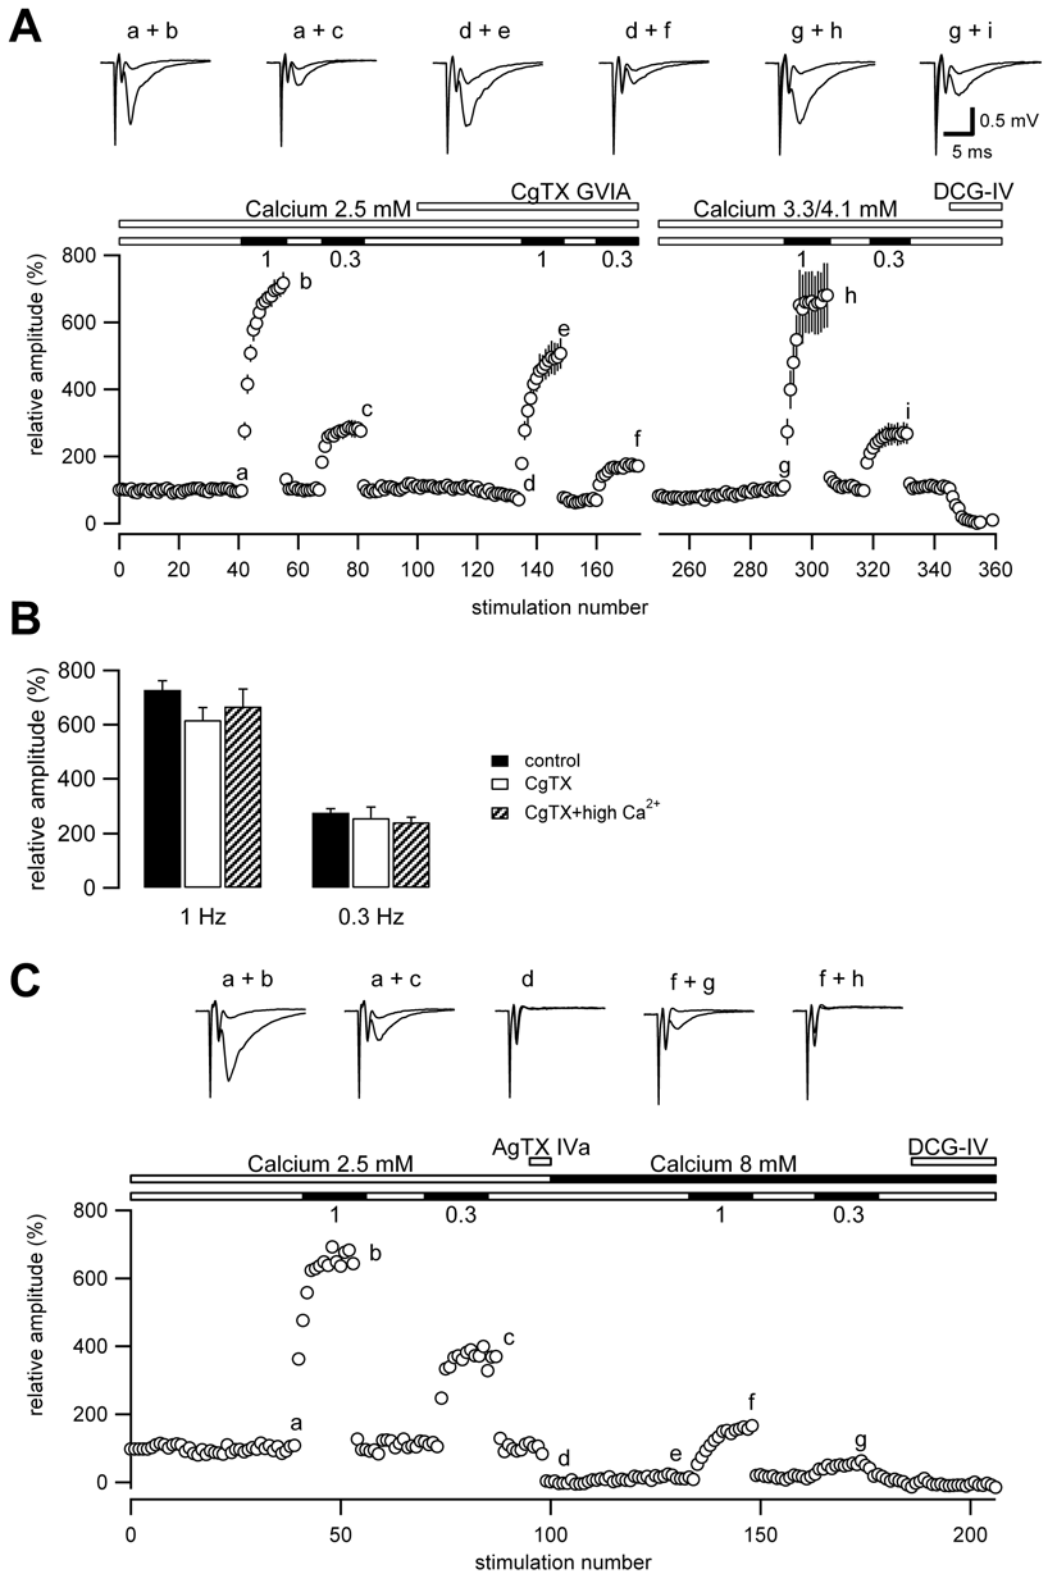 A
a + b a + c d + e d + f g + h g + i
0.5 mV
5 ms
CgTX GVIA DCG-IV
Calcium 2.5 mM Calcium 3.3/4.1 mM
1 0.3 1 0.3 1 0.3
relative amplitude (%)
800
600
400
200
0
a b c d e f g h i
0 20 40 60 80 100 120 140 160 260 280 300 320 340 360
stimulation number
B
relative amplitude (%)
800
600
400
200
0
1 Hz 0.3 Hz
control
CgTX
CgTX+high Ca2+
C
a + b a + c d f + g f + h
AgTX IVa DCG-IV
Calcium 2.5 mM Calcium 8 mM
1 0.3 1 0.3
relative amplitude (%)
800
600
400
200
0
a b c d e f g
0 50 100 150 200
stimulation number